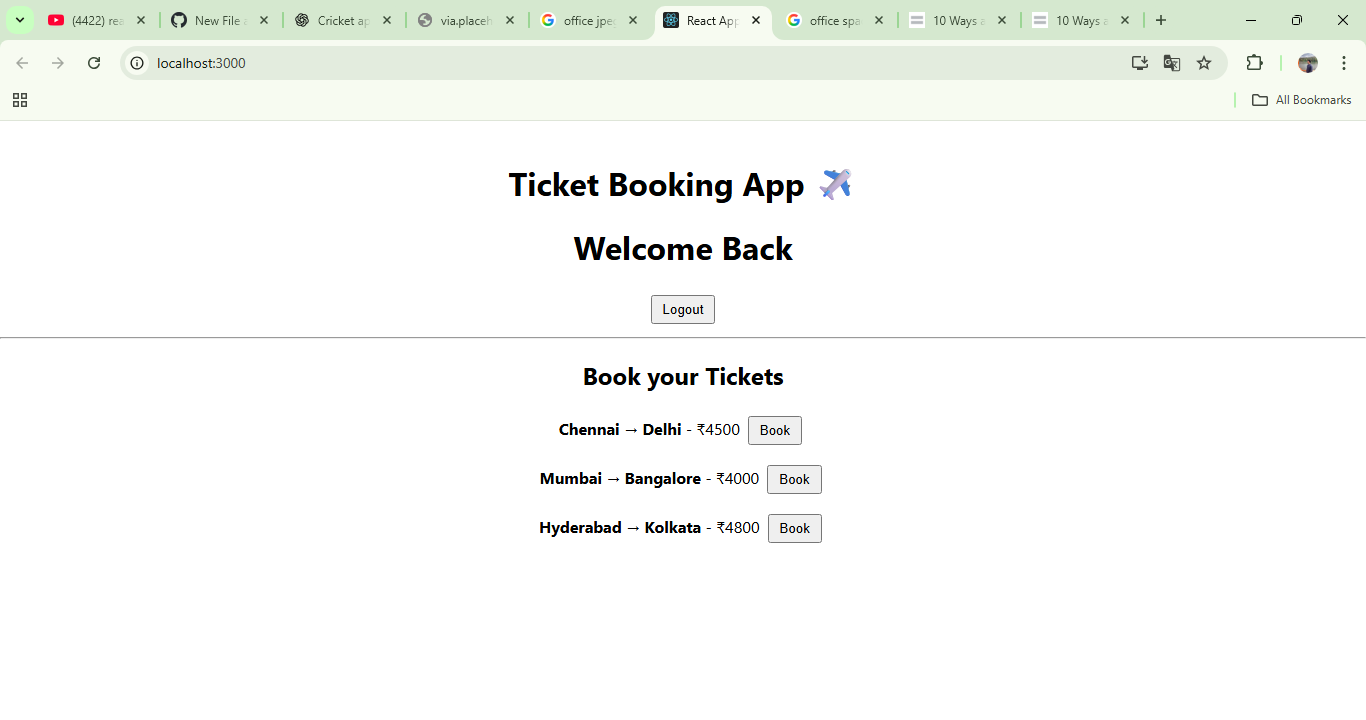 (4422) rea
New File a
Cricket ap
via.placeh
office jpe
React App
office spa
10 Ways a
10 Ways a
localhost:3000
All Bookmarks
Ticket Booking App ✈️
Welcome Back
Logout
Book your Tickets
Chennai → Delhi - ₹4500 Book
Mumbai → Bangalore - ₹4000 Book
Hyderabad → Kolkata - ₹4800 Book